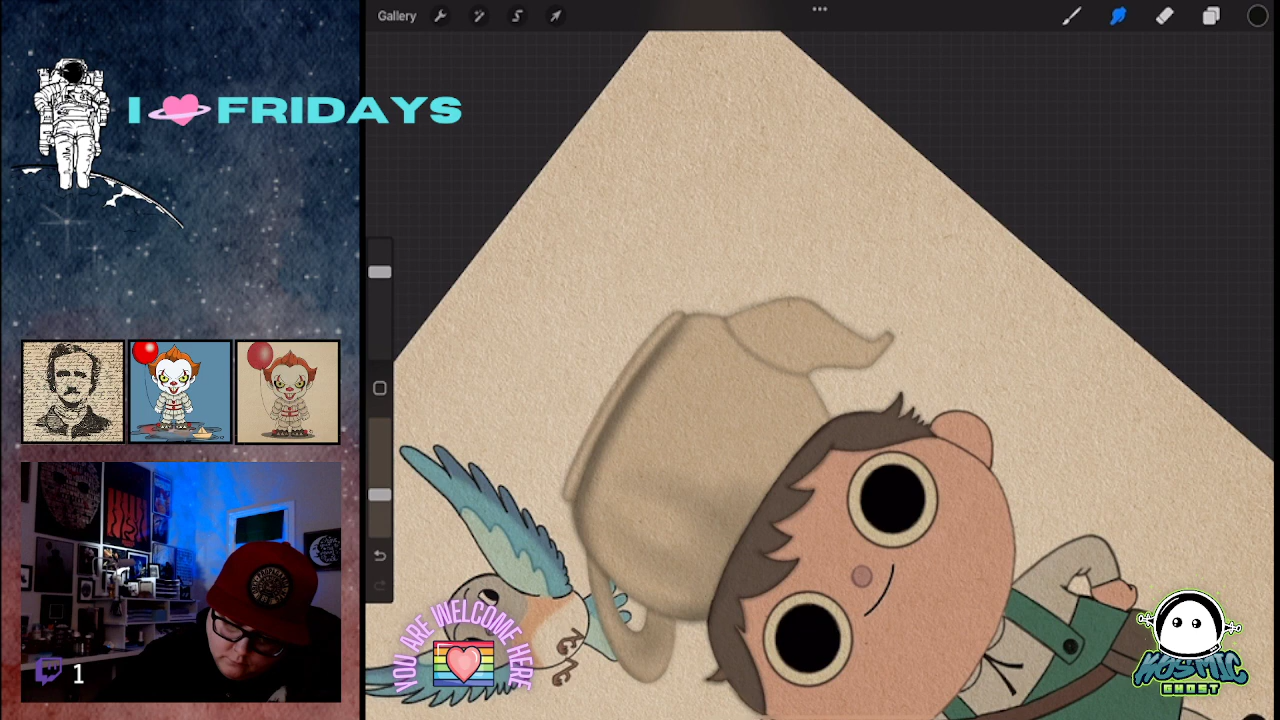 Gallery
I FRIDAYS
YOU ARE WELCOME HERE
1
KOSMIC
GHOST